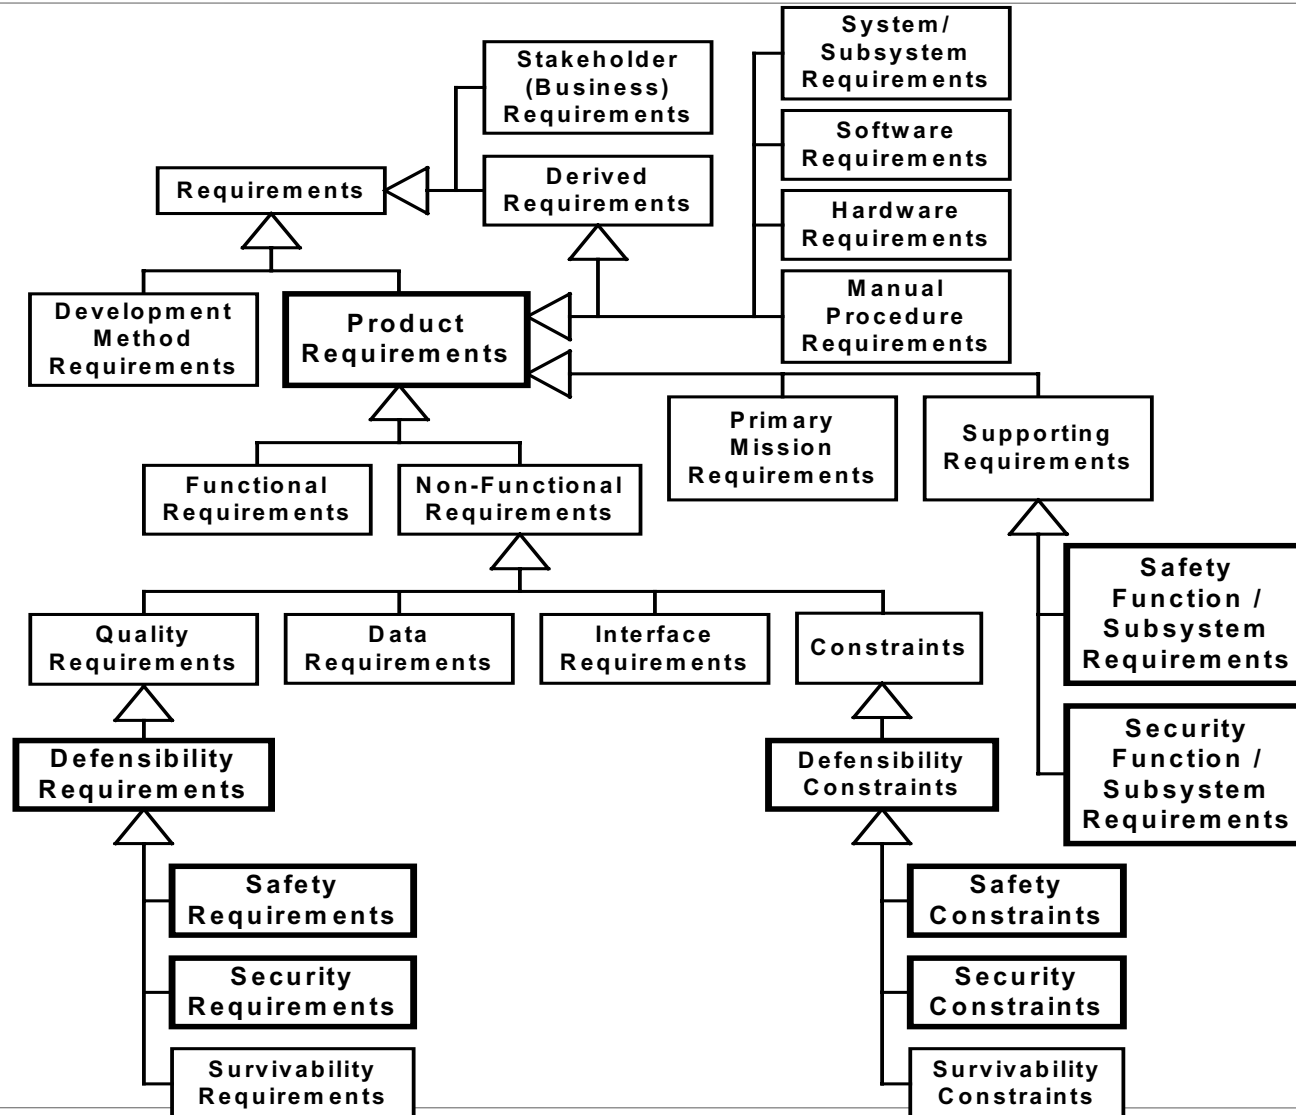 System/
Subsystem
Requirements
Stakeholder
(Business)
Requirements
Software
Requirements
Requirements
Derived
Requirements
Hardware
Requirements
Development
Method
Requirements
Product
Requirements
Manual
Procedure
Requirements
Primary
Mission
Requirements
Supporting
Requirements
Functional
Requirements
Non-Functional
Requirements
Safety
Function /
Subsystem
Requirements
Quality
Requirements
Data
Requirements
Interface
Requirements
Constraints
Security
Function /
Subsystem
Requirements
Defensibility
Requirements
Defensibility
Constraints
Safety
Requirements
Safety
Constraints
Security
Requirements
Security
Constraints
Survivability
Requirements
Survivability
Constraints